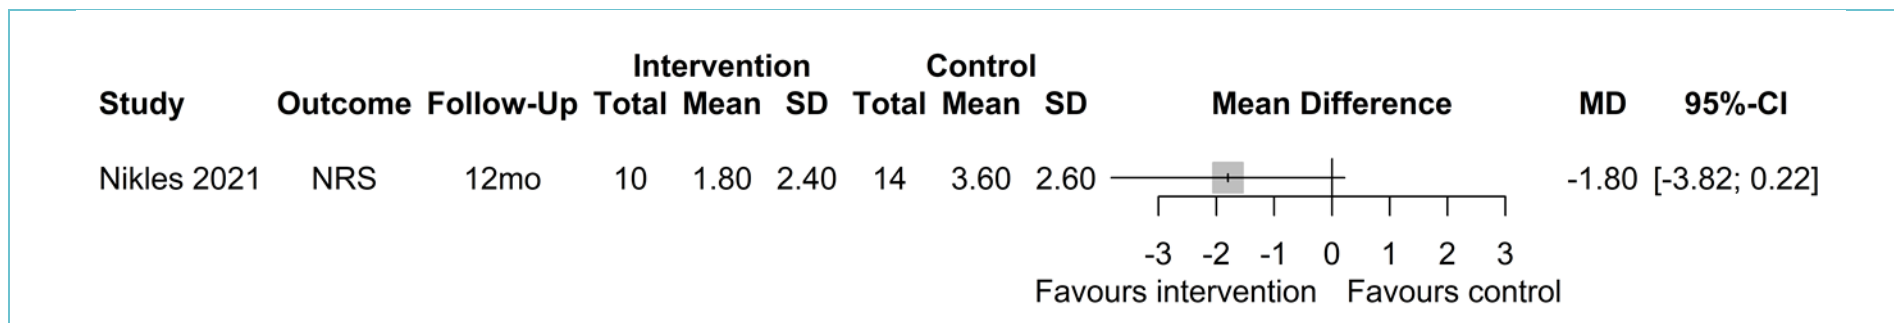 Intervention Control
Study Outcome Follow-Up Total Mean SD Total Mean SD Mean Difference MD 95%-CI
Nikles 2021 NRS 12mo 10 1.80 2.40 14 3.60 2.60 -1.80 [-3.82; 0.22]
-3 -2 -1 0 1 2 3
Favours intervention Favours control